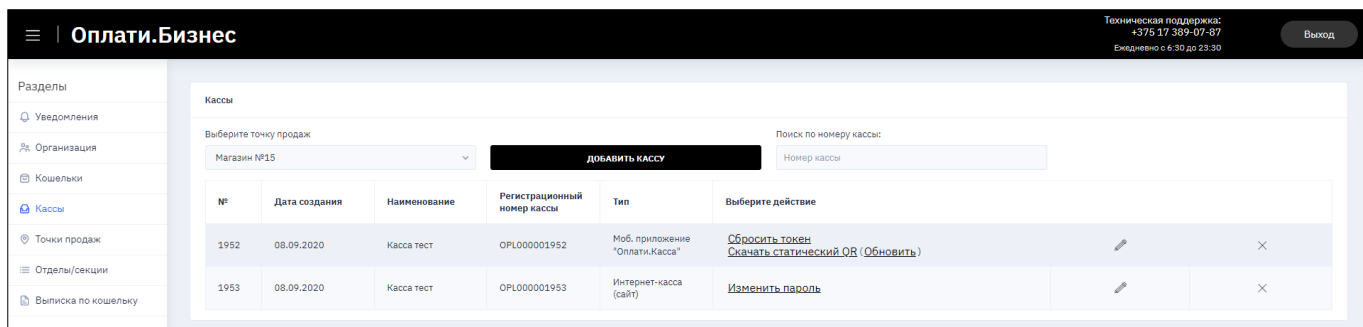 Оплати.Бизнес
Техническая поддержка:
+375 17 389-07-87
Ежедневно с 6:30 до 23:30
Выход
Разделы
Уведомления
Организация
Кошельки
Кассы
Точки продаж
Отделы/секции
Выписка по кошельку
Кассы
Выберите точку продаж
Магазин №15
ДОБАВИТЬ КАССУ
Поиск по номеру кассы:
Номер кассы
№ Дата создания Наименование Регистрационный номер кассы Тип Выберите действие
1952 08.09.2020 Касса тест OPL000001952 Моб. приложение "Оплати.Касса" Сбросить токен
Скачать статический QR (Обновить)
1953 08.09.2020 Касса тест OPL000001953 Интернет-касса (сайт) Изменить пароль